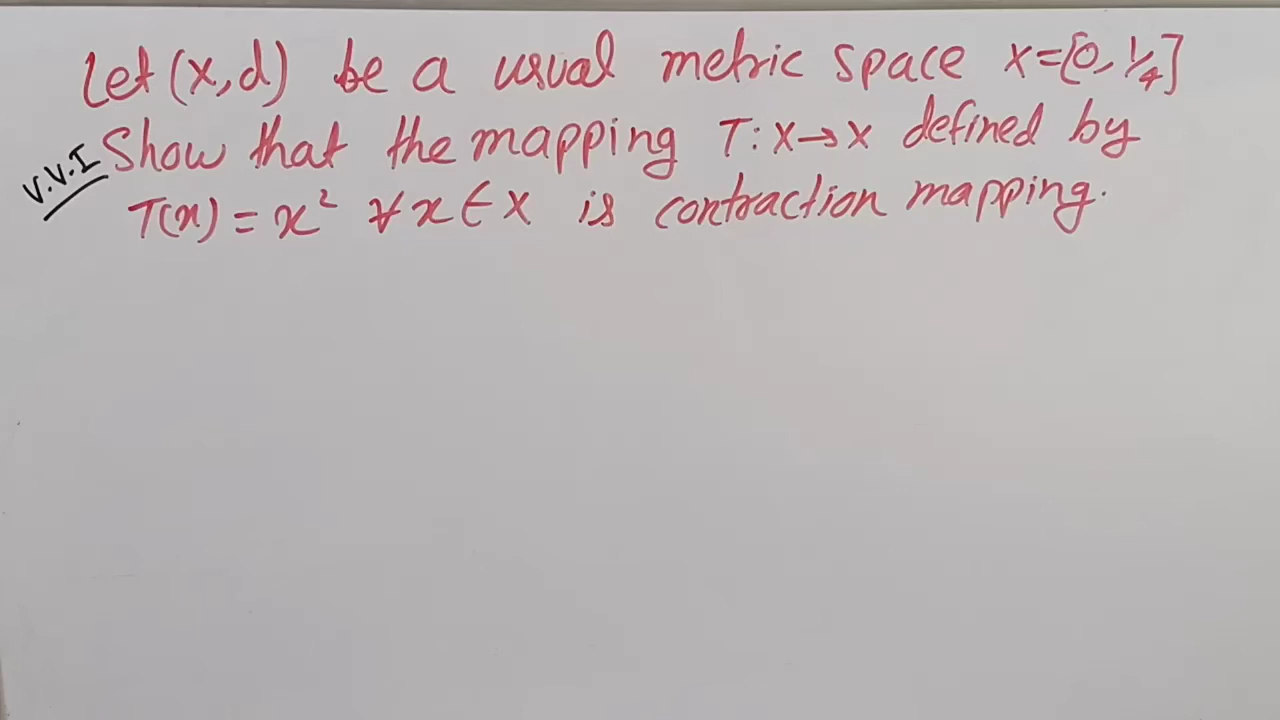 Let (X,d) be a usual metric space X=[0,1/4]
V.V.I Show that the mapping T:X→X defined by
T(x) = x² ∀ x ∈ X is contraction mapping.